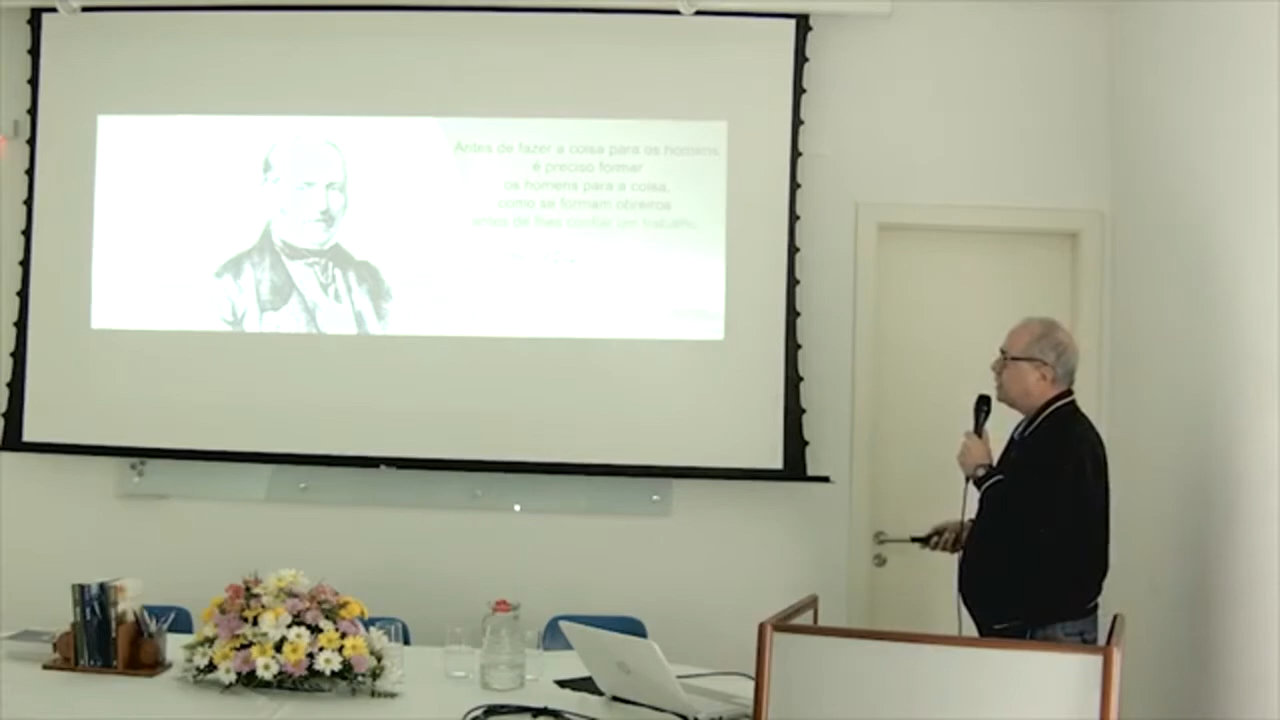 Antes de fazer a coisa para os homens,
é preciso formar
os homens para a coisa,
como se formam obreiros
antes de lhes confiar um trabalho.